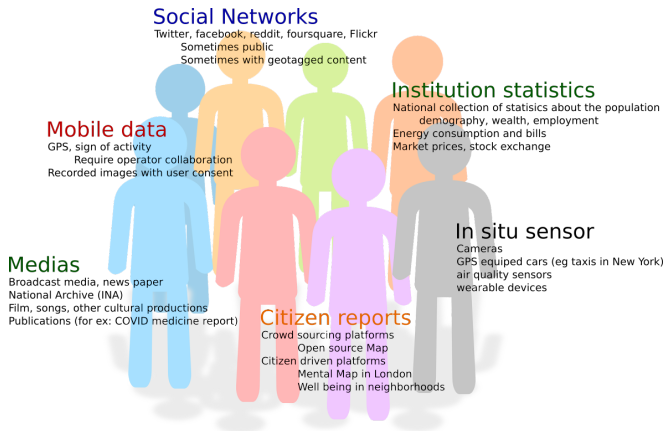 Social Networks
Twitter, facebook, reddit, foursquare, Flickr
Sometimes public
Sometimes with geotagged content
Institution statistics
National collection of statisics about the population
demography, wealth, employment
Energy consumption and bills
Market prices, stock exchange
Mobile data
GPS, sign of activity
Require operator collaboration
Recorded images with user consent
In situ sensor
Cameras
GPS equiped cars (eg taxis in New York)
air quality sensors
wearable devices
Medias
Broadcast media, news paper
National Archive (INA)
Film, songs, other cultural productions
Publications (for ex: COVID medicine report)
Citizen reports
Crowd sourcing platforms
Open source Map
Citizen driven platforms
Mental Map in London
Well being in neighborhoods